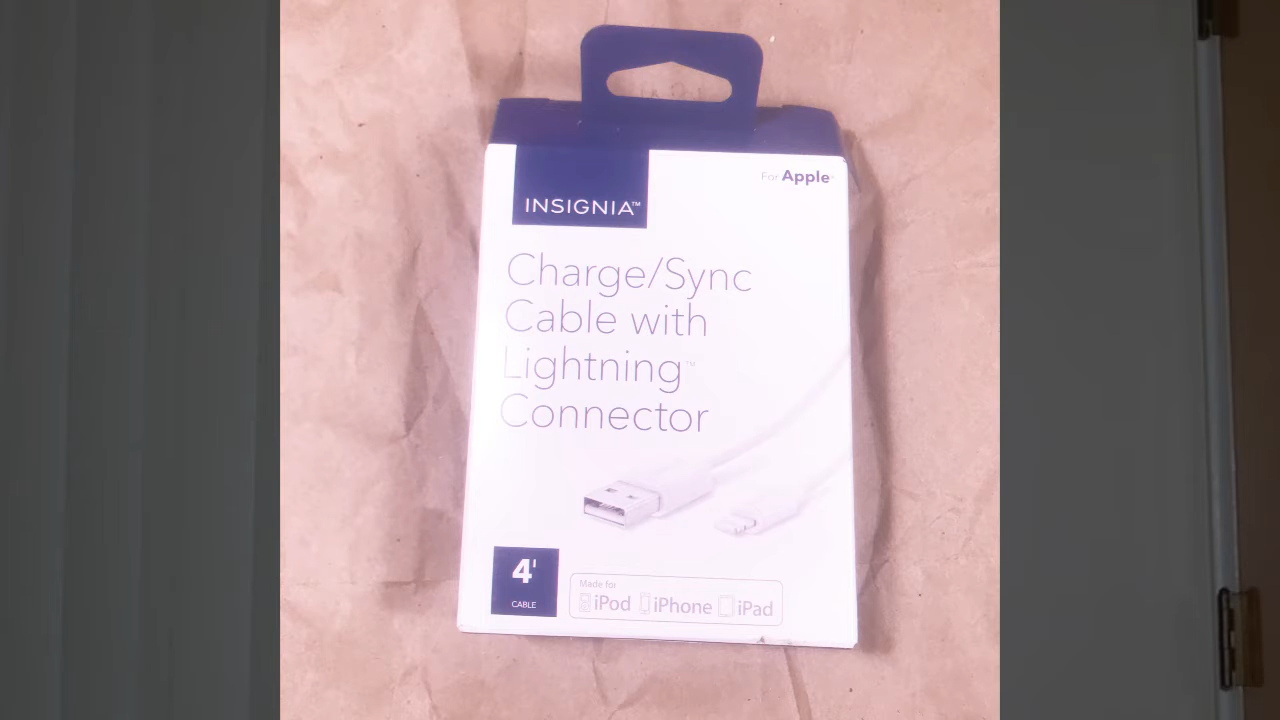 INSIGNIA™
For Apple
Charge/Sync
Cable with
Lightning™
Connector
4'
CABLE
Made for
iPod iPhone iPad